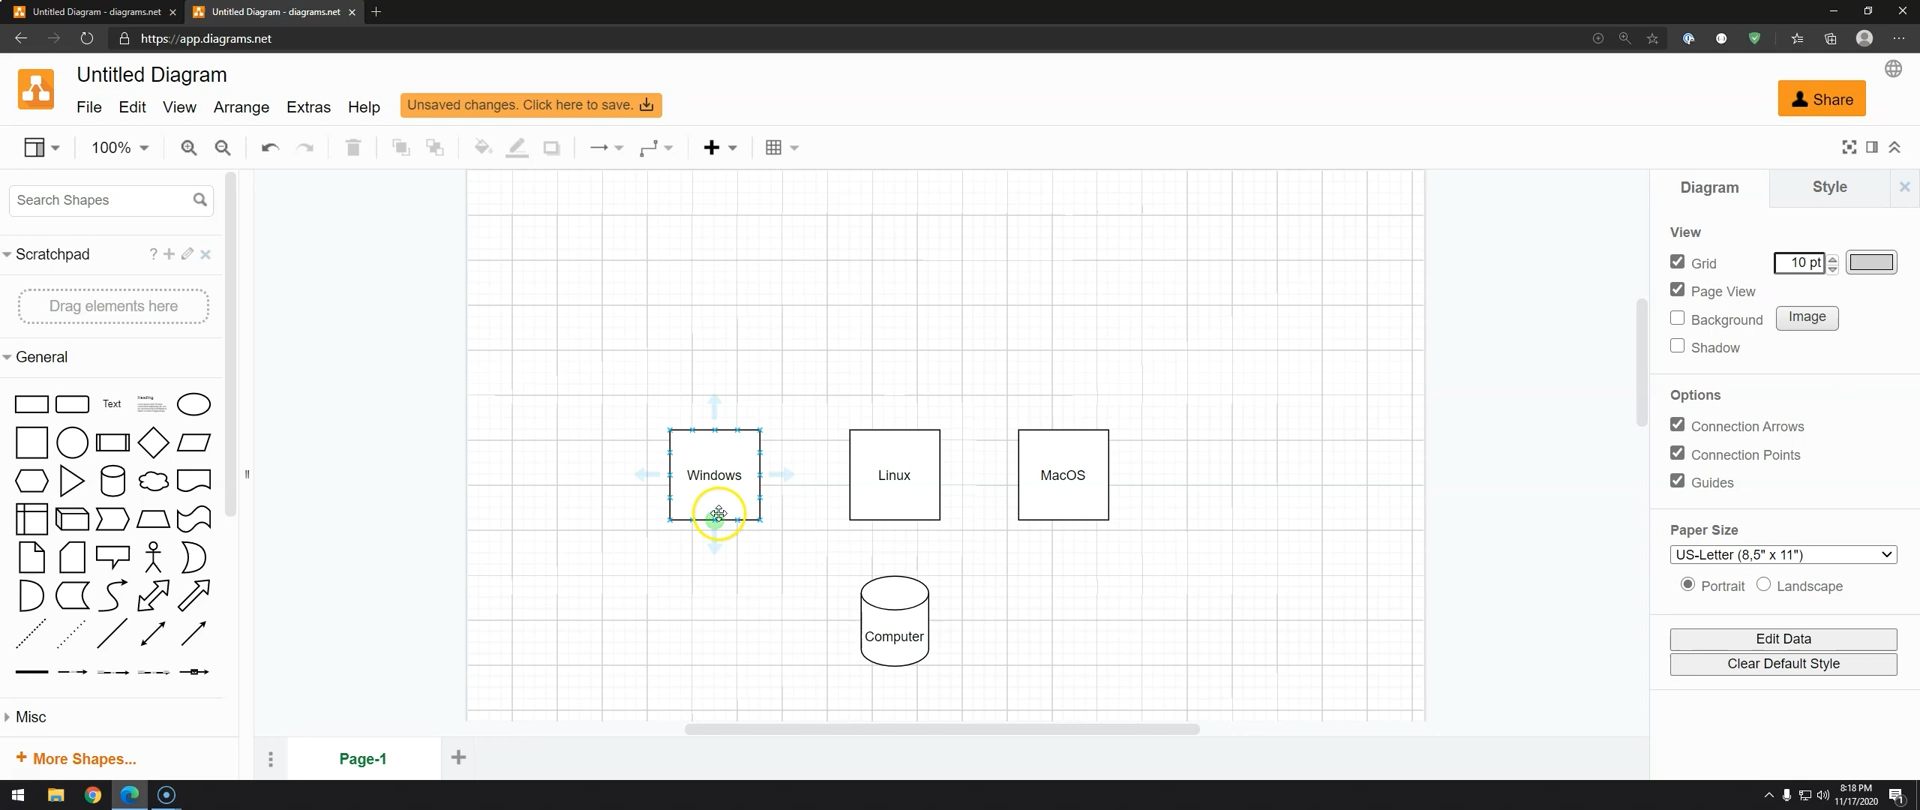 Untitled Diagram - diagrams.net
Untitled Diagram - diagrams.net
https://app.diagrams.net
Untitled Diagram
File Edit View Arrange Extras Help Unsaved changes. Click here to save.
Share
100%
Search Shapes
Scratchpad
?
Drag elements here
General
Text
Heading
Misc
+ More Shapes...
Windows
Linux
MacOS
Computer
Page-1
Diagram Style
View
Grid 10 pt
Page View
Background Image
Shadow
Options
Connection Arrows
Connection Points
Guides
Paper Size
US-Letter (8,5" x 11")
Portrait Landscape
Edit Data
Clear Default Style
8:18 PM
11/17/2020
1